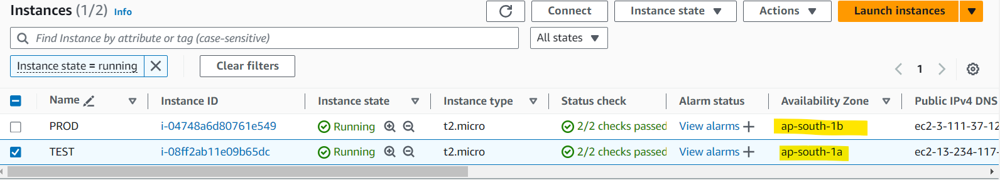 Instances (1/2) Info
Connect
Instance state
Actions
Launch instances
Find Instance by attribute or tag (case-sensitive)
All states
Instance state = running
Clear filters
1
Name Instance ID Instance state Instance type Status check Alarm status Availability Zone Public IPv4 DNS
PROD i-04748a6d80761e549 Running t2.micro 2/2 checks passed View alarms ap-south-1b ec2-3-111-37-12
TEST i-08ff2ab11e09b65dc Running t2.micro 2/2 checks passed View alarms ap-south-1a ec2-13-234-117-